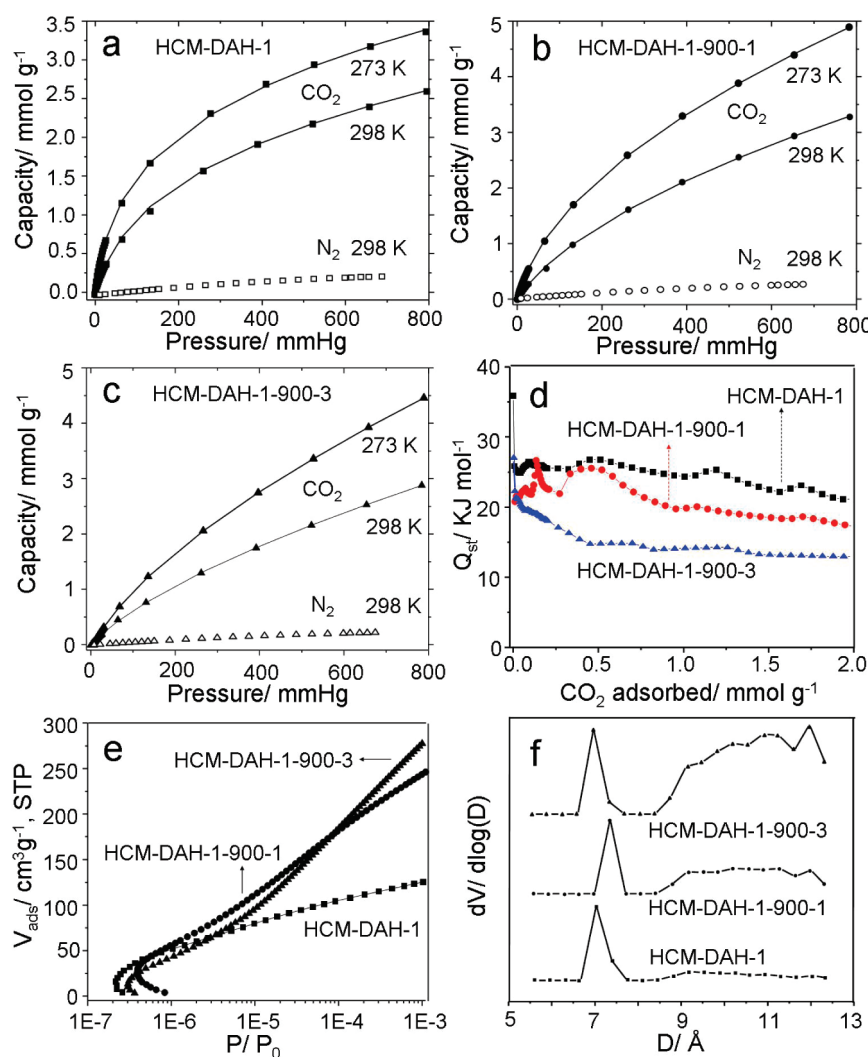 a
HCM-DAH-1
3.5
3.0
2.5
2.0
1.5
1.0
0.5
0.0
Capacity/ mmol g⁻¹
273 K
CO₂
298 K
N₂ 298 K
0 200 400 600 800
Pressure/ mmHg
b
HCM-DAH-1-900-1
5
4
3
2
1
0
Capacity/ mmol g⁻¹
273 K
CO₂
298 K
N₂ 298 K
0 200 400 600 800
Pressure/ mmHg
c
HCM-DAH-1-900-3
5
4
3
2
1
0
Capacity/ mmol g⁻¹
273 K
CO₂
298 K
N₂ 298 K
0 200 400 600 800
Pressure/ mmHg
d
HCM-DAH-1
HCM-DAH-1-900-1
HCM-DAH-1-900-3
40
30
20
10
0
Qst/ KJ mol⁻¹
0.0 0.5 1.0 1.5 2.0
CO₂ adsorbed/ mmol g⁻¹
e
HCM-DAH-1-900-3
HCM-DAH-1-900-1
HCM-DAH-1
300
250
200
150
100
50
0
Vads/ cm³g⁻¹, STP
1E-7 1E-6 1E-5 1E-4 1E-3
P/ P₀
f
HCM-DAH-1-900-3
HCM-DAH-1-900-1
HCM-DAH-1
dV/ dlog(D)
5 7 9 11 13
D/ Å